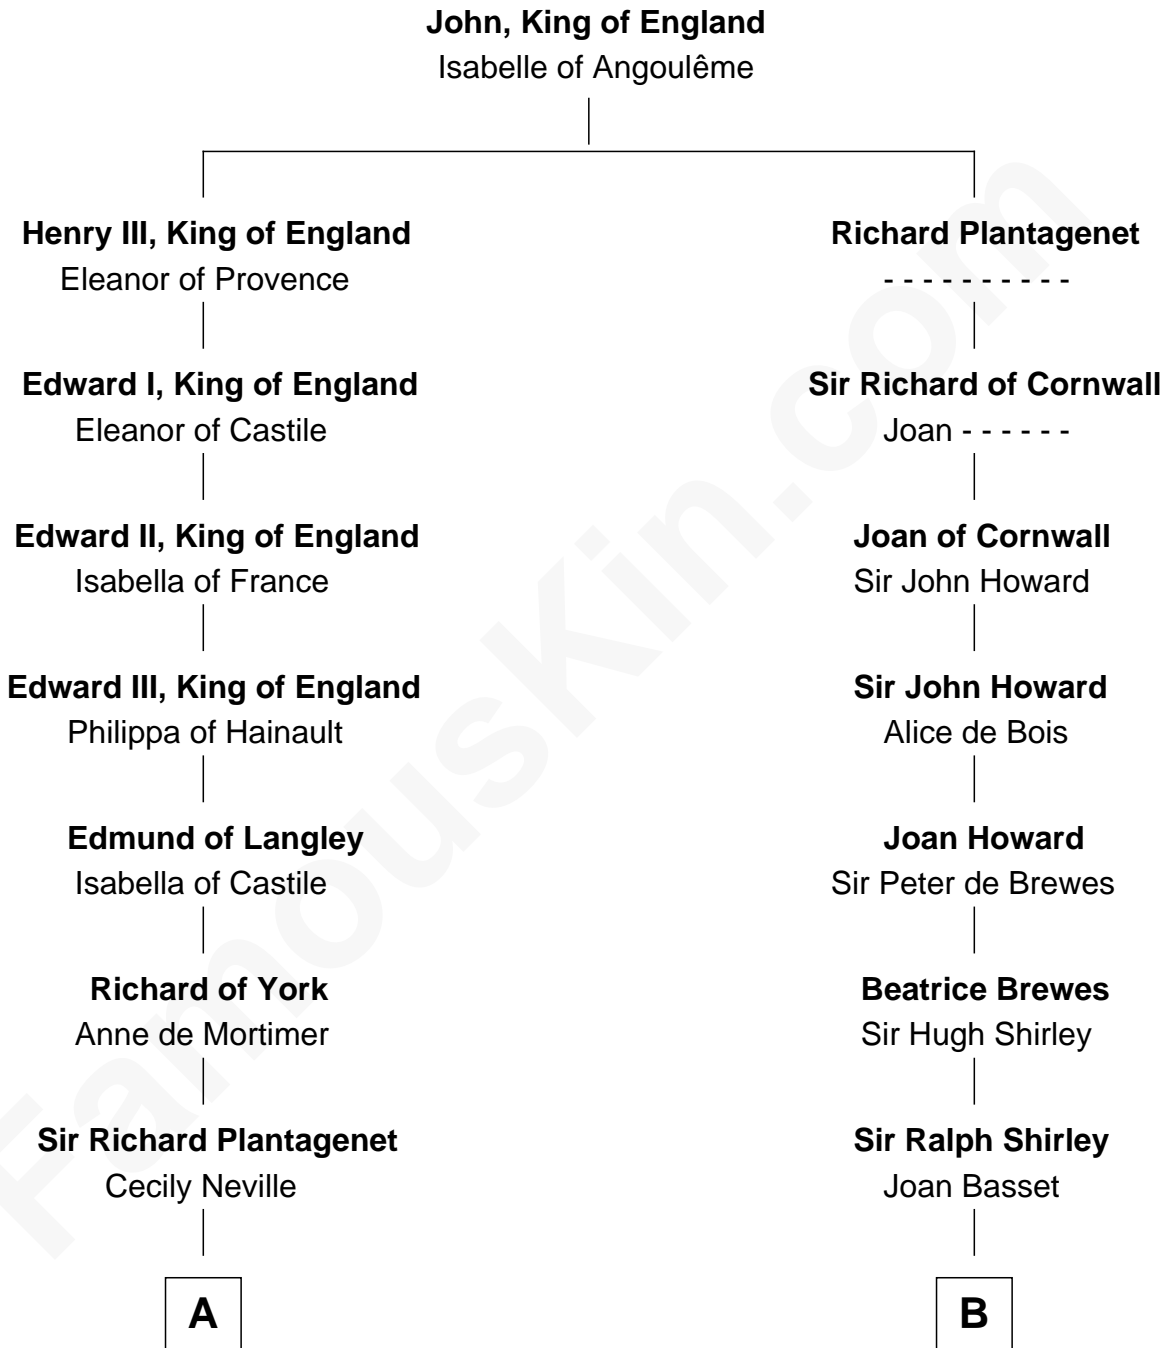 John, King of England
Isabelle of Angoulême
Henry III, King of England
Eleanor of Provence
Edward I, King of England
Eleanor of Castile
Edward II, King of England
Isabella of France
Edward III, King of England
Philippa of Hainault
Edmund of Langley
Isabella of Castile
Richard of York
Anne de Mortimer
Sir Richard Plantagenet
Cecily Neville
A
Richard Plantagenet
- - - - - - - - - -
Sir Richard of Cornwall
Joan - - - - - -
Joan of Cornwall
Sir John Howard
Sir John Howard
Alice de Bois
Joan Howard
Sir Peter de Brewes
Beatrice Brewes
Sir Hugh Shirley
Sir Ralph Shirley
Joan Basset
B
FamousKin.com